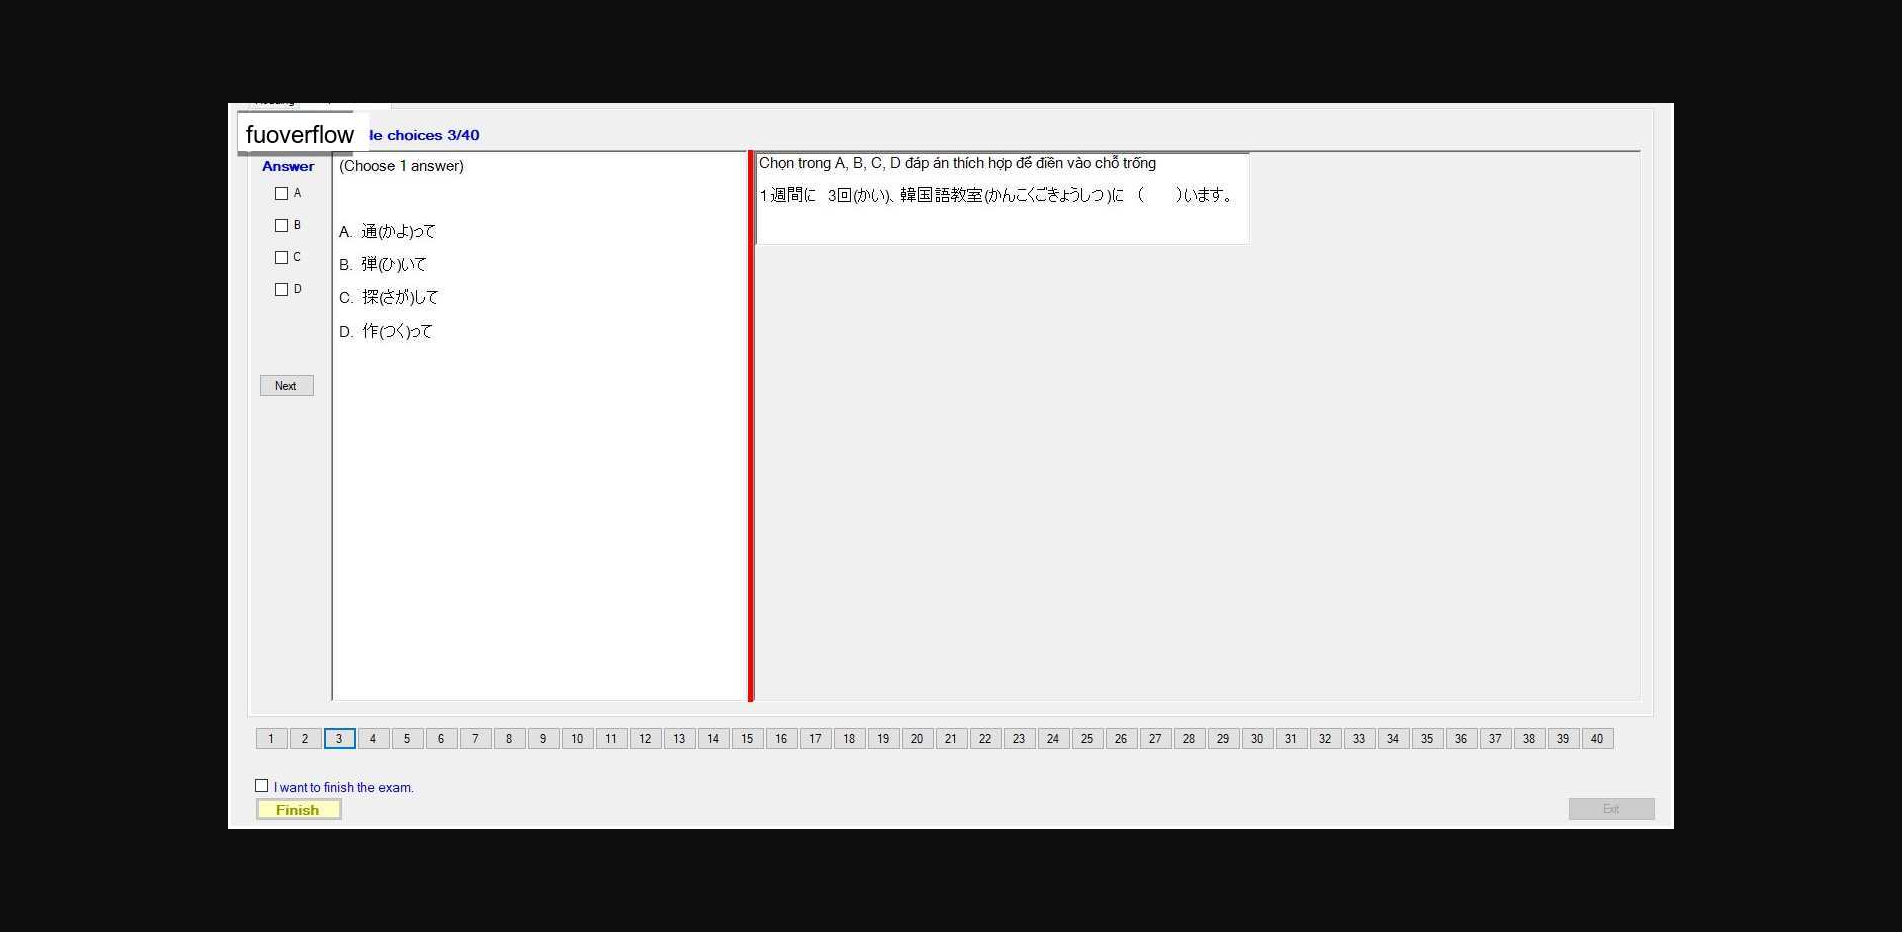 fuoverflow
le choices 3/40
Answer
A
B
C
D
Next
(Choose 1 answer)
A. 通(かよ)って
B. 弾(ひ)いて
C. 探(さが)して
D. 作(つく)って
Chọn trong A, B, C, D đáp án thích hợp để điền vào chỗ trống
1週間に 3回(かい)、韓国語教室(かんこくごきょうしつ)に ( )います。
1 2 3 4 5 6 7 8 9 10 11 12 13 14 15 16 17 18 19 20 21 22 23 24 25 26 27 28 29 30 31 32 33 34 35 36 37 38 39 40
I want to finish the exam.
Finish
Exit